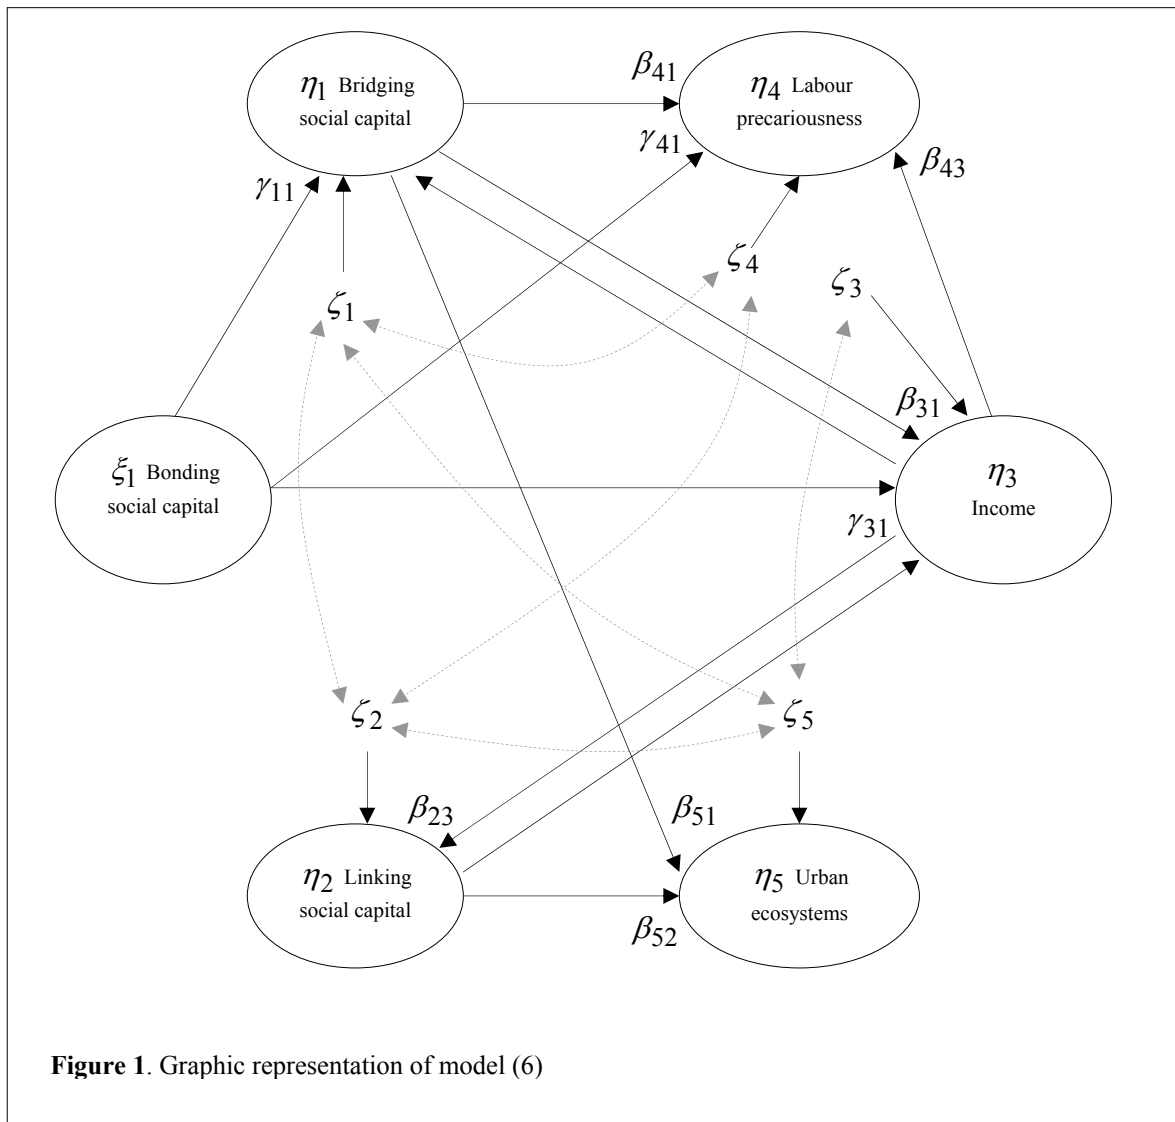 η1 Bridging
social capital
β41
η4 Labour
precariousness
γ41
β43
γ11
ζ4
ζ3
ζ1
β31
ξ1 Bonding
social capital
η3
Income
γ31
ζ2
ζ5
β23
β51
η2 Linking
social capital
η5 Urban
ecosystems
β52
Figure 1. Graphic representation of model (6)